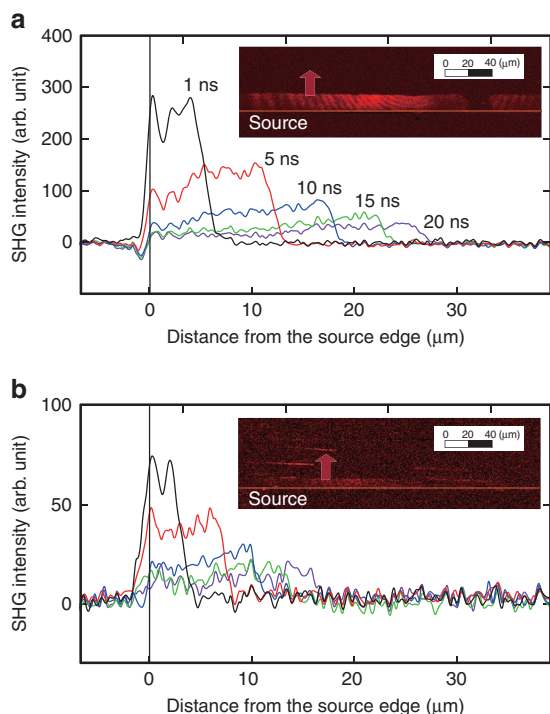 a
400
300
200
100
0
SHG intensity (arb. unit)
1 ns
5 ns
10 ns
15 ns
20 ns
0 20 40 (μm)
Source
0 10 20 30
Distance from the source edge (μm)
b
100
50
0
SHG intensity (arb. unit)
0 20 40 (μm)
Source
0 10 20 30
Distance from the source edge (μm)